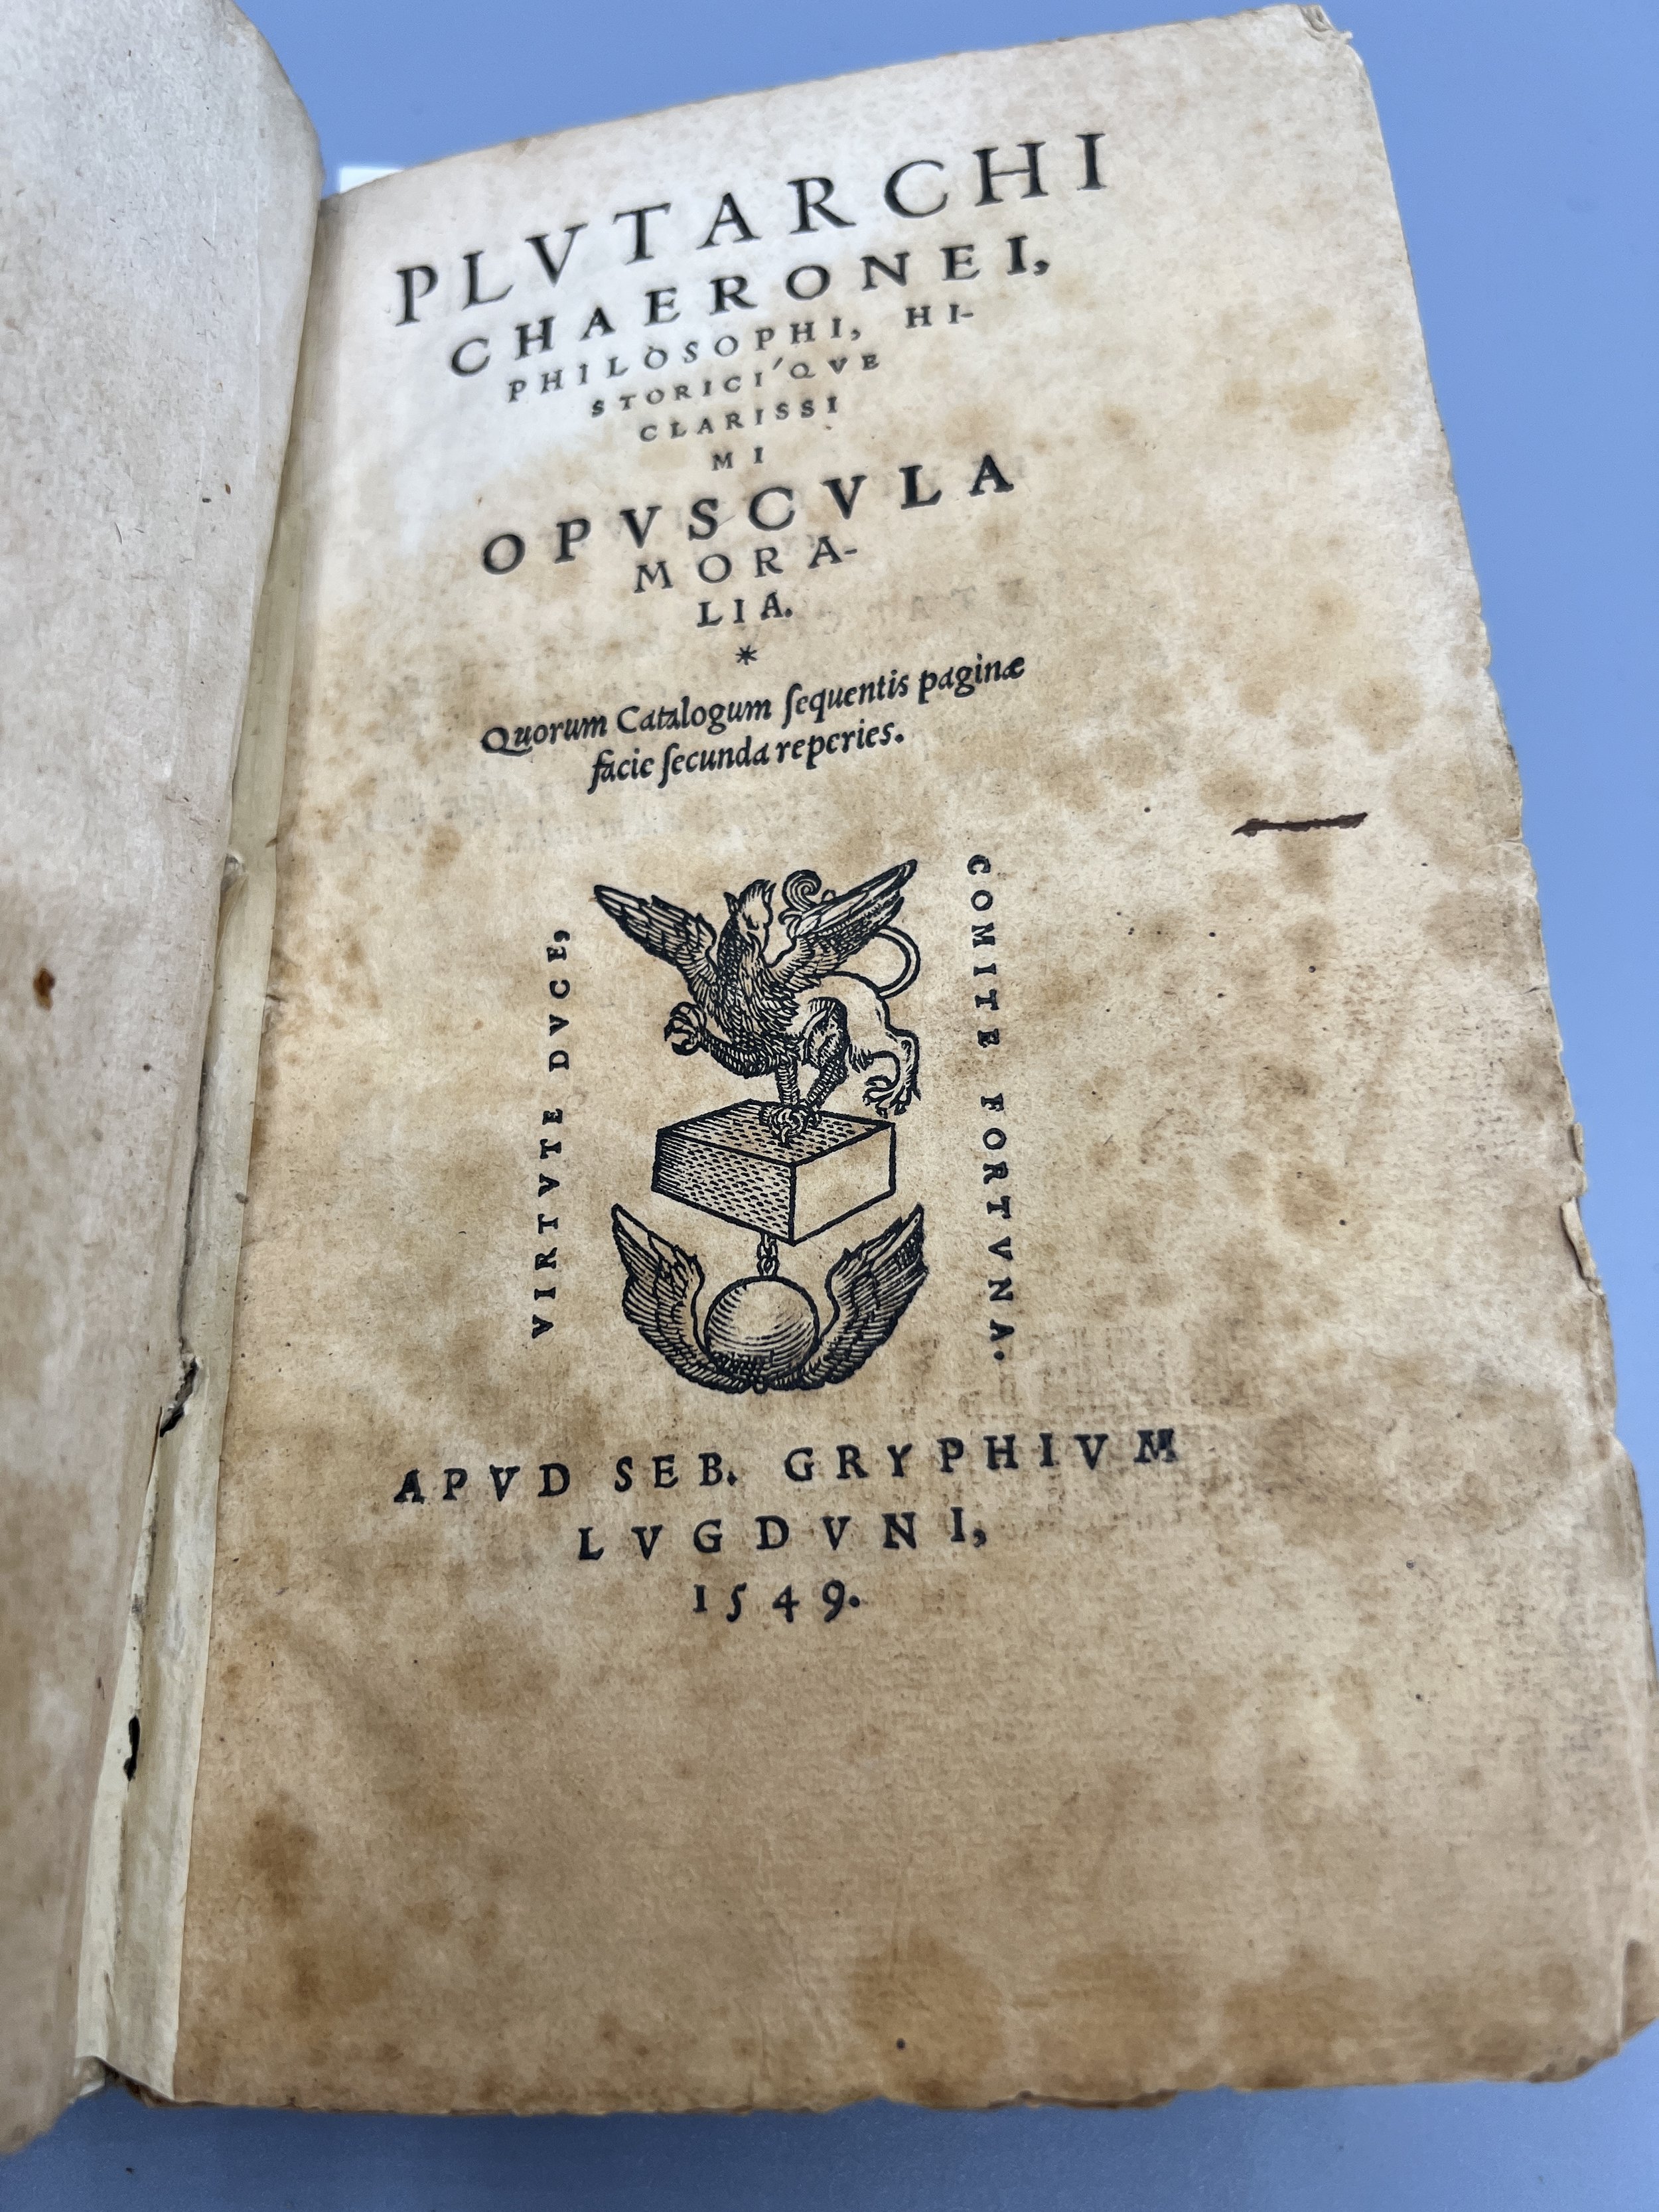 PLVTARCHI
CHAERONEI,
PHILOSOPHI, HI-
STORICI'QVE
CLARISSI
MI
OPVSCVLA
MORA-
LIA.
*
Quorum Catalogum ſequentis paginæ
facie ſecunda reperies.
VIRTVTE DVCE,
COMITE FORTVNA.
APVD SEB. GRYPHIVM
LVGDVNI,
1549.